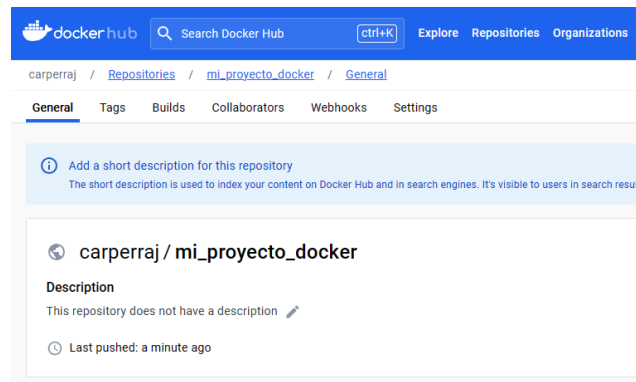 dockerhub Search Docker Hub ctrl+K Explore Repositories Organizations
carperraj / Repositories / mi_proyecto_docker / General
General Tags Builds Collaborators Webhooks Settings
Add a short description for this repository
The short description is used to index your content on Docker Hub and in search engines. It's visible to users in search resu
carperraj / mi_proyecto_docker
Description
This repository does not have a description
Last pushed: a minute ago